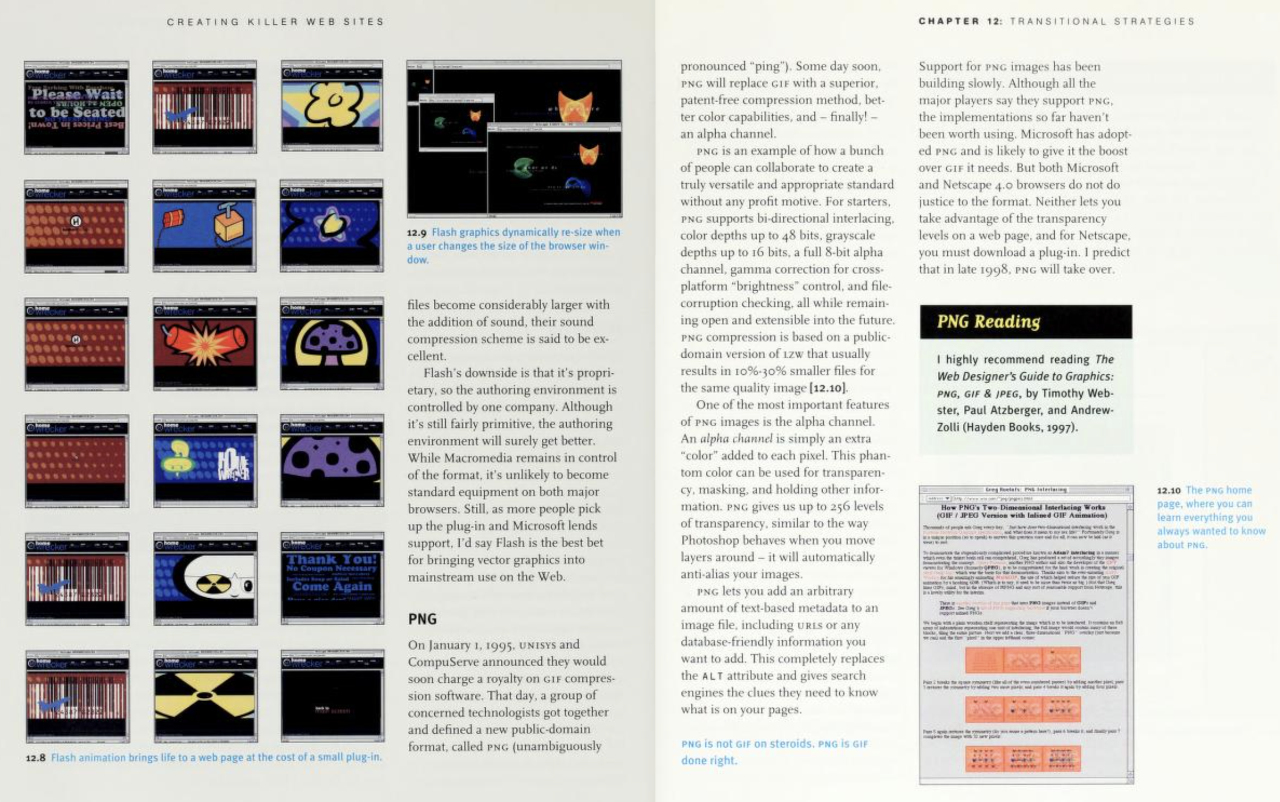 CREATING KILLER WEB SITES
Please Wait
to be Seated
Thank You!
No Coupon Necessary
Come Again
12.8 Flash animation brings life to a web page at the cost of a small plug-in.
12.9 Flash graphics dynamically re-size when
a user changes the size of the browser win-
dow.
files become considerably larger with
the addition of sound, their sound
compression scheme is said to be ex-
cellent.
Flash's downside is that it's propri-
etary, so the authoring environment is
controlled by one company. Although
it's still fairly primitive, the authoring
environment will surely get better.
While Macromedia remains in control
of the format, it's unlikely to become
standard equipment on both major
browsers. Still, as more people pick
up the plug-in and Microsoft lends
support, I'd say Flash is the best bet
for bringing vector graphics into
mainstream use on the Web.
PNG
On January 1, 1995, UNISYS and
CompuServe announced they would
soon charge a royalty on GIF compres-
sion software. That day, a group of
concerned technologists got together
and defined a new public-domain
format, called PNG (unambiguously
CHAPTER 12: TRANSITIONAL STRATEGIES
pronounced “ping”). Some day soon,
PNG will replace GIF with a superior,
patent-free compression method, bet-
ter color capabilities, and – finally! –
an alpha channel.
PNG is an example of how a bunch
of people can collaborate to create a
truly versatile and appropriate standard
without any profit motive. For starters,
PNG supports bi-directional interlacing,
color depths up to 48 bits, grayscale
depths up to 16 bits, a full 8-bit alpha
channel, gamma correction for cross-
platform “brightness” control, and file-
corruption checking, all while remain-
ing open and extensible into the future.
PNG compression is based on a public-
domain version of LZW that usually
results in 10%-30% smaller files for
the same quality image [12.10].
One of the most important features
of PNG images is the alpha channel.
An alpha channel is simply an extra
“color” added to each pixel. This phan-
tom color can be used for transparen-
cy, masking, and holding other infor-
mation. PNG gives us up to 256 levels
of transparency, similar to the way
Photoshop behaves when you move
layers around – it will automatically
anti-alias your images.
PNG lets you add an arbitrary
amount of text-based metadata to an
image file, including URLs or any
database-friendly information you
want to add. This completely replaces
the ALT attribute and gives search
engines the clues they need to know
what is on your pages.
PNG is not GIF on steroids. PNG is GIF
done right.
Support for PNG images has been
building slowly. Although all the
major players say they support PNG,
the implementations so far haven't
been worth using. Microsoft has adopt-
ed PNG and is likely to give it the boost
over GIF it needs. But both Microsoft
and Netscape 4.0 browsers do not do
justice to the format. Neither lets you
take advantage of the transparency
levels on a web page, and for Netscape,
you must download a plug-in. I predict
that in late 1998, PNG will take over.
PNG Reading
I highly recommend reading The
Web Designer's Guide to Graphics:
PNG, GIF & JPEG, by Timothy Web-
ster, Paul Atzberger, and Andrew-
Zolli (Hayden Books, 1997).
How PNG's Two-Dimensional Interlacing Works
(GIF / JPEG Version with Inlined GIF Animation)
12.10 The PNG home
page, where you can
learn everything you
always wanted to know
about PNG.